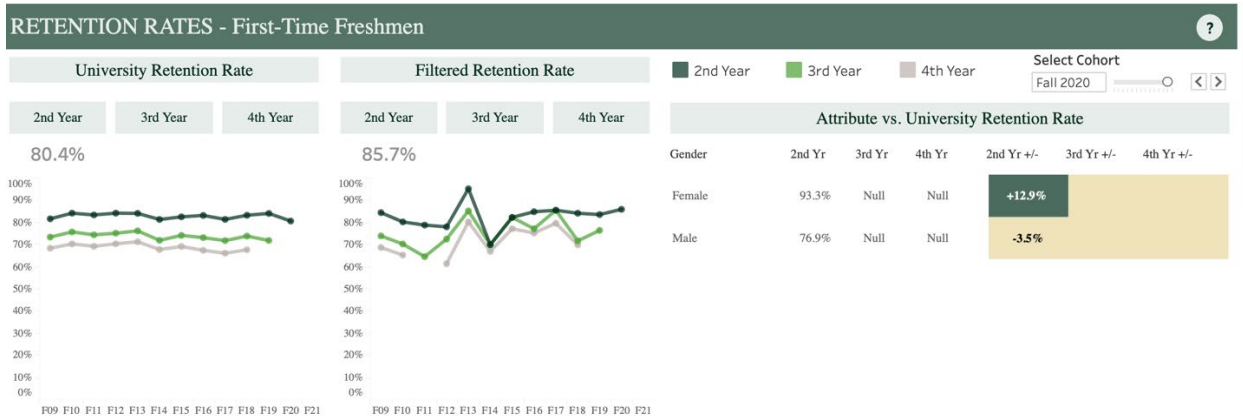 RETENTION RATES - First-Time Freshmen
?
University Retention Rate
Filtered Retention Rate
2nd Year
3rd Year
4th Year
Select Cohort
Fall 2020
< >
2nd Year 3rd Year 4th Year
2nd Year 3rd Year 4th Year
Attribute vs. University Retention Rate
80.4%
85.7%
Gender 2nd Yr 3rd Yr 4th Yr 2nd Yr +/- 3rd Yr +/- 4th Yr +/-
Female 93.3% Null Null +12.9%
Male 76.9% Null Null -3.5%
100%
90%
80%
70%
60%
50%
40%
30%
20%
10%
0%
F09 F10 F11 F12 F13 F14 F15 F16 F17 F18 F19 F20 F21
100%
90%
80%
70%
60%
50%
40%
30%
20%
10%
0%
F09 F10 F11 F12 F13 F14 F15 F16 F17 F18 F19 F20 F21